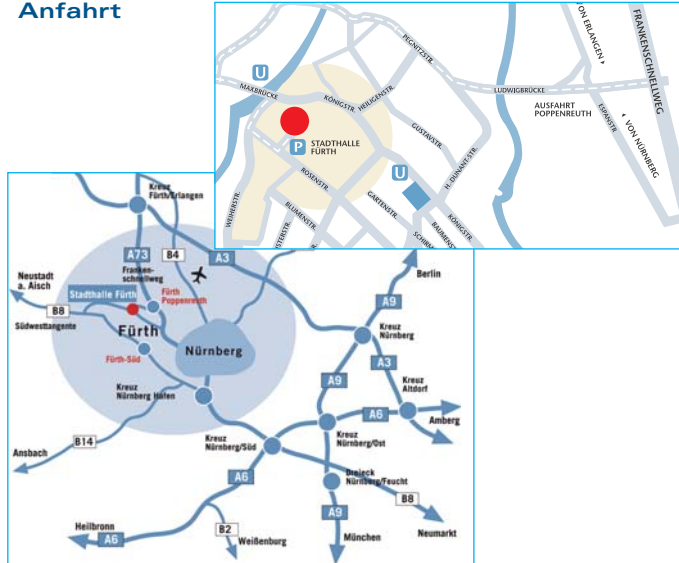 Anfahrt
U
MAXBRÜCKE
KÖNIGSTR.
HEILIGENSTR.
PEGNITZSTR.
LUDWIGBRÜCKE
VON ERLANGEN
FRANKENSCHNELLWEG
AUSFAHRT
POPPENREUTH
ESPANSTR.
VON NÜRNBERG
P
STADTHALLE
FÜRTH
GUSTAVSTR.
U
H.-DUNANT-STR.
ROSENSTR.
WEIHERSTR.
BLUMENSTR.
GARTENSTR.
KÖNIGSTR.
BAUMENSTR.
Kreuz
Fürth/Erlangen
A73
B4
A3
Franken-
schnellweg
Neustadt
a. Aisch
Stadthalle Fürth
Fürth
Poppenreuth
B8
Südwesttangente
Fürth
Fürth-Süd
Nürnberg
Berlin
A9
Kreuz
Nürnberg
A3
A9
Kreuz
Altdorf
Kreuz
Nürnberg Hafen
A6
Amberg
B14
Ansbach
Kreuz
Nürnberg/Süd
Kreuz
Nürnberg/Ost
A6
Dreieck
Nürnberg/Feucht
B8
A9
Heilbronn
A6
B2
Weißenburg
München
Neumarkt